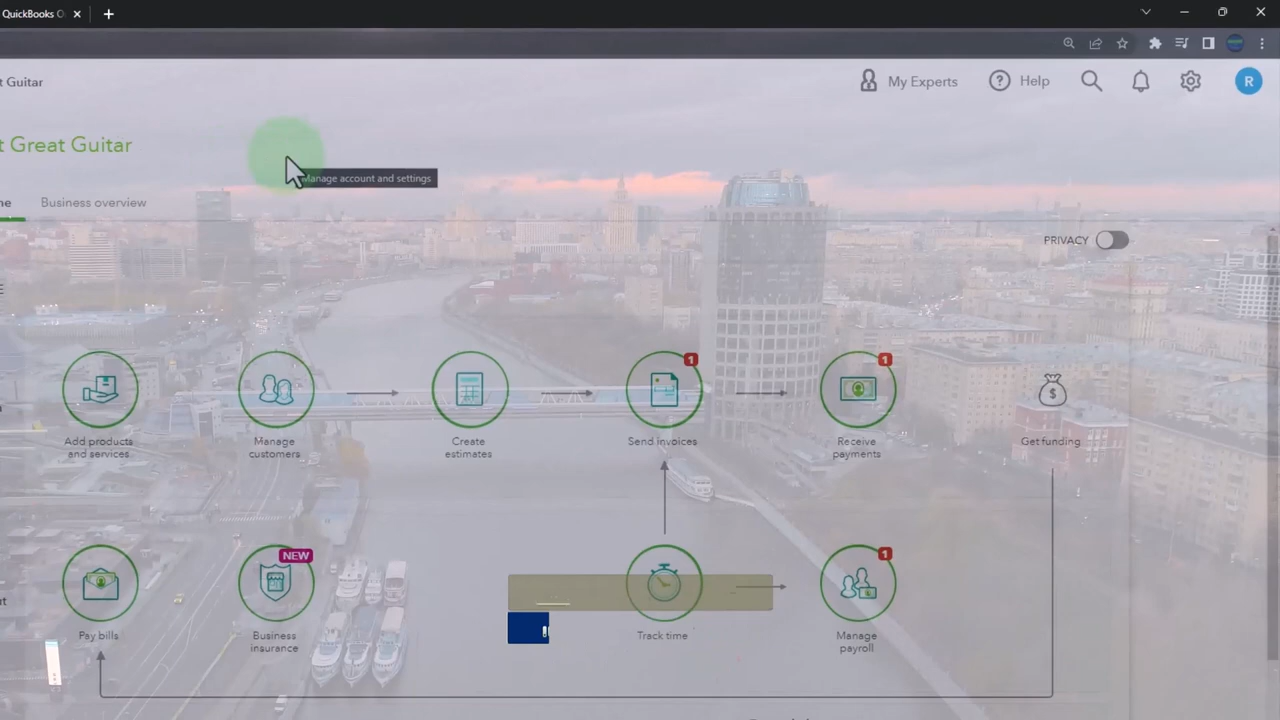 QuickBooks O
t Guitar
My Experts
Help
R
t Great Guitar
Manage account and settings
Business overview
PRIVACY
1
1
Add products
and services
Manage
customers
Create
estimates
Send invoices
Receive
payments
$
Get funding
NEW
1
Pay bills
Business
insurance
Track time
Manage
payroll